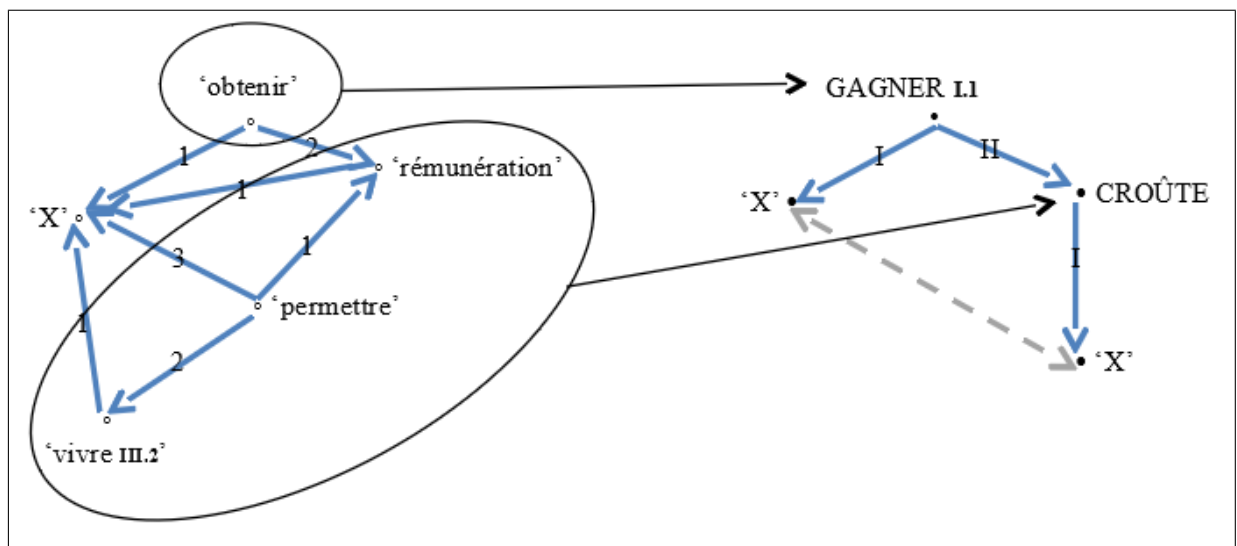 ‘obtenir’
1
2
1
‘rémunération’
‘X’
3
1
‘permettre’
1
2
‘vivre III.2’
GAGNER I.1
I
II
‘X’
CROÛTE
I
‘X’